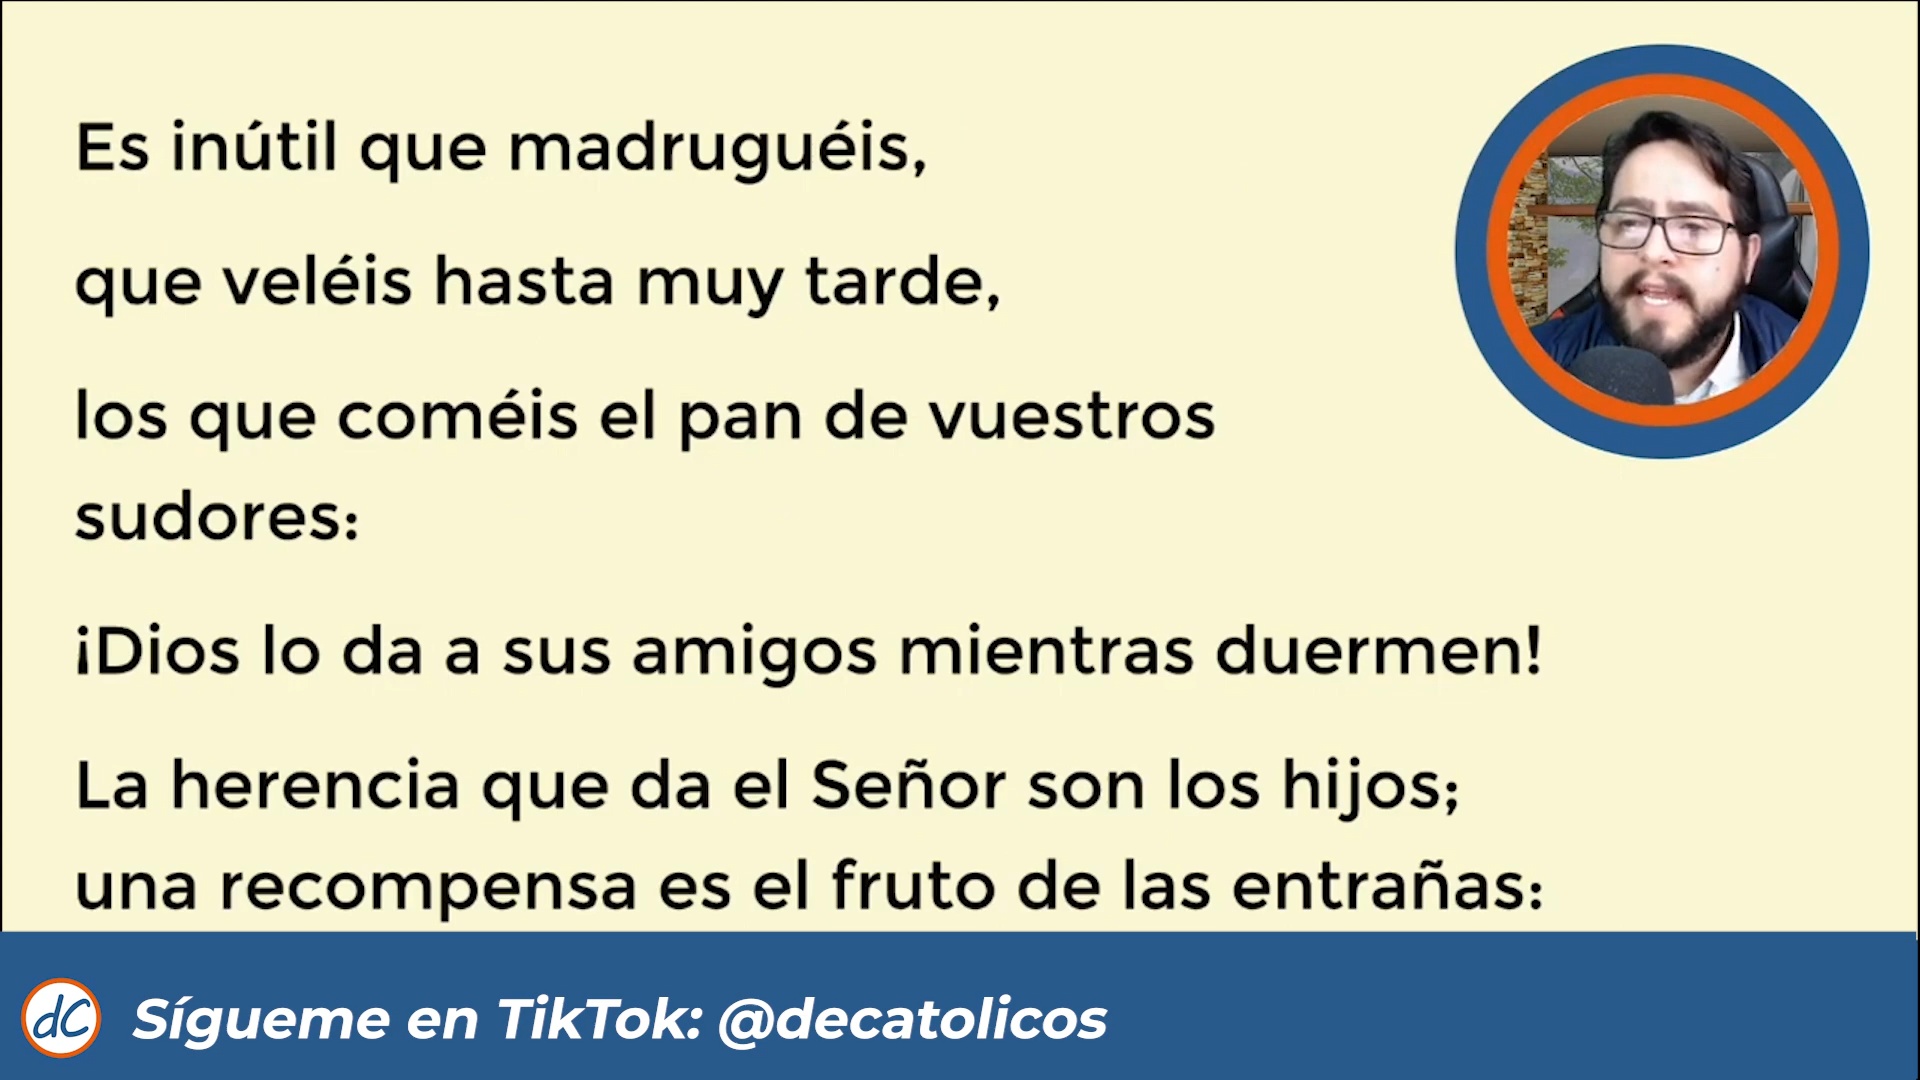 Es inútil que madruguéis,
que veléis hasta muy tarde,
los que coméis el pan de vuestros
sudores:
¡Dios lo da a sus amigos mientras duermen!
La herencia que da el Señor son los hijos;
una recompensa es el fruto de las entrañas:
dC Sígueme en TikTok: @decatolicos